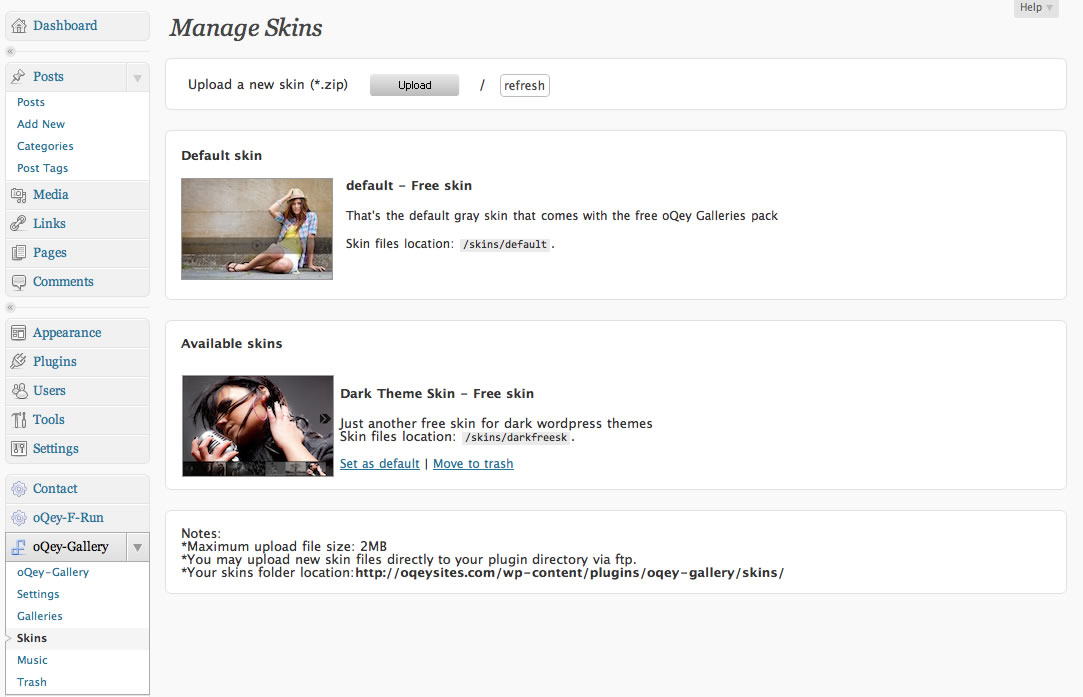 Help
Dashboard
Posts
Posts
Add New
Categories
Post Tags
Media
Links
Pages
Comments
Appearance
Plugins
Users
Tools
Settings
Contact
oQey-F-Run
oQey-Gallery
oQey-Gallery
Settings
Galleries
Skins
Music
Trash
Manage Skins
Upload a new skin (*.zip) Upload / refresh
Default skin
default - Free skin
That's the default gray skin that comes with the free oQey Galleries pack
Skin files location: /skins/default.
Available skins
Dark Theme Skin - Free skin
Just another free skin for dark wordpress themes
Skin files location: /skins/darkfreesk.
Set as default | Move to trash
Notes:
*Maximum upload file size: 2MB
*You may upload new skin files directly to your plugin directory via ftp.
*Your skins folder location:http://oqeysites.com/wp-content/plugins/oqey-gallery/skins/